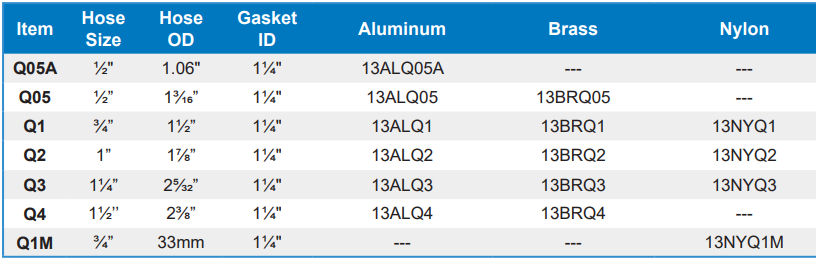 Item Hose Size Hose OD Gasket ID Aluminum Brass Nylon
Q05A ½" 1.06" 1¼" 13ALQ05A --- ---
Q05 ½” 1³⁄₁₆” 1¼" 13ALQ05 13BRQ05 ---
Q1 ¾” 1½” 1¼" 13ALQ1 13BRQ1 13NYQ1
Q2 1” 1⅞” 1¼" 13ALQ2 13BRQ2 13NYQ2
Q3 1¼” 2⁵⁄₃₂” 1¼" 13ALQ3 13BRQ3 13NYQ3
Q4 1½’’ 2⅜” 1¼" 13ALQ4 13BRQ4 ---
Q1M ¾” 33mm 1¼" --- --- 13NYQ1M